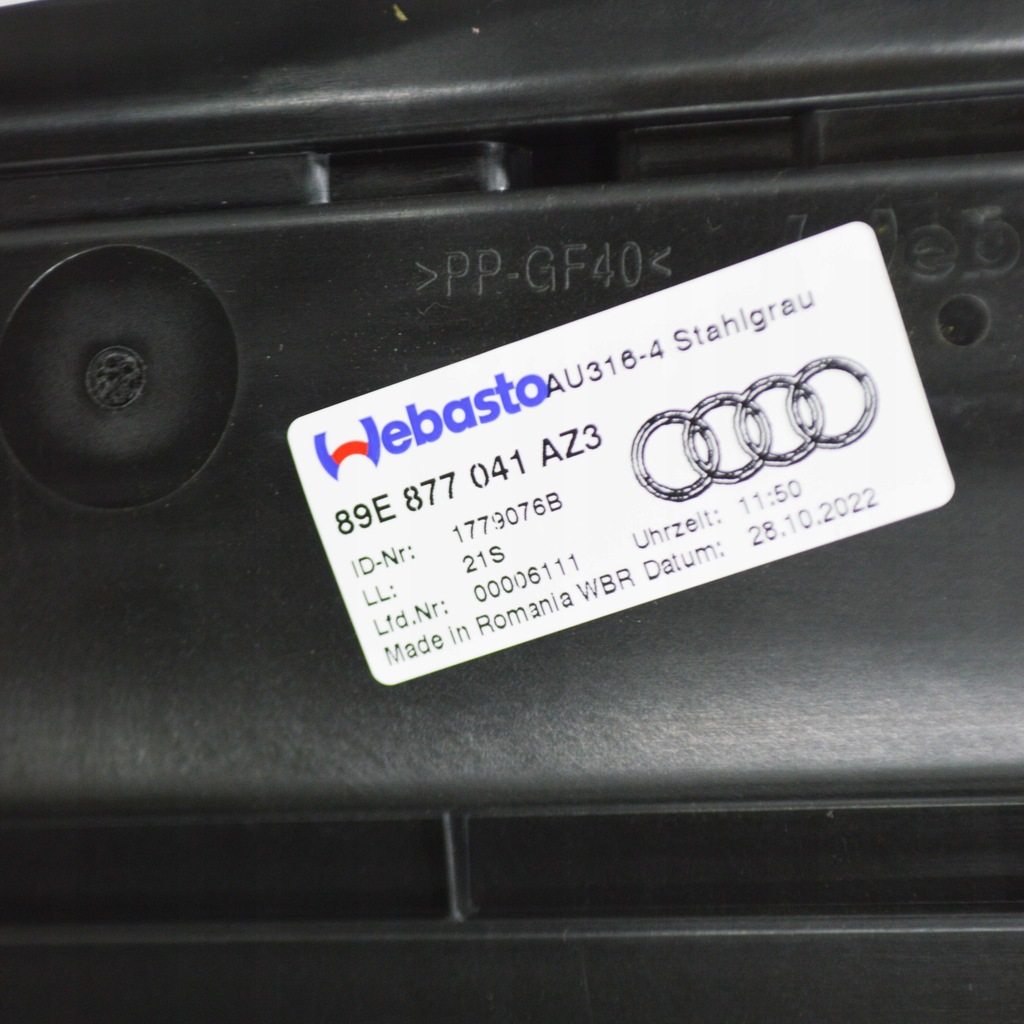 >PP-GF40<
Webasto AU316-4 Stahlgrau
89E 877 041 AZ3
ID-Nr: 1779076B
LL: 21S Uhrzeit: 11:50
Lfd.Nr: 00006111 Datum: 28.10.2022
Made in Romania WBR